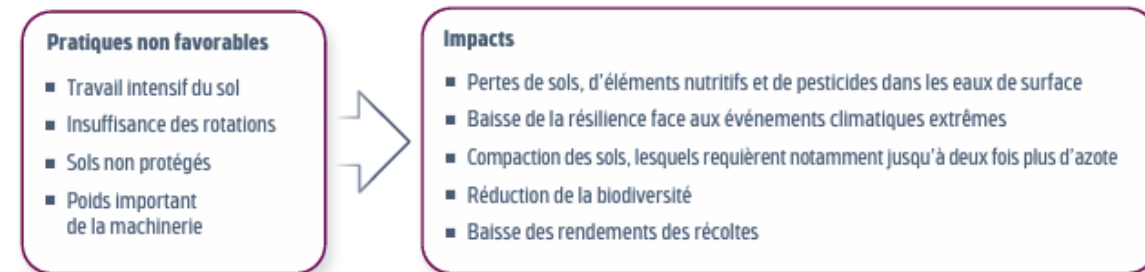 Pratiques non favorables
■ Travail intensif du sol
■ Insuffisance des rotations
■ Sols non protégés
■ Poids important
de la machinerie
Impacts
■ Pertes de sols, d'éléments nutritifs et de pesticides dans les eaux de surface
■ Baisse de la résilience face aux événements climatiques extrêmes
■ Compaction des sols, lesquels requièrent notamment jusqu'à deux fois plus d'azote
■ Réduction de la biodiversité
■ Baisse des rendements des récoltes